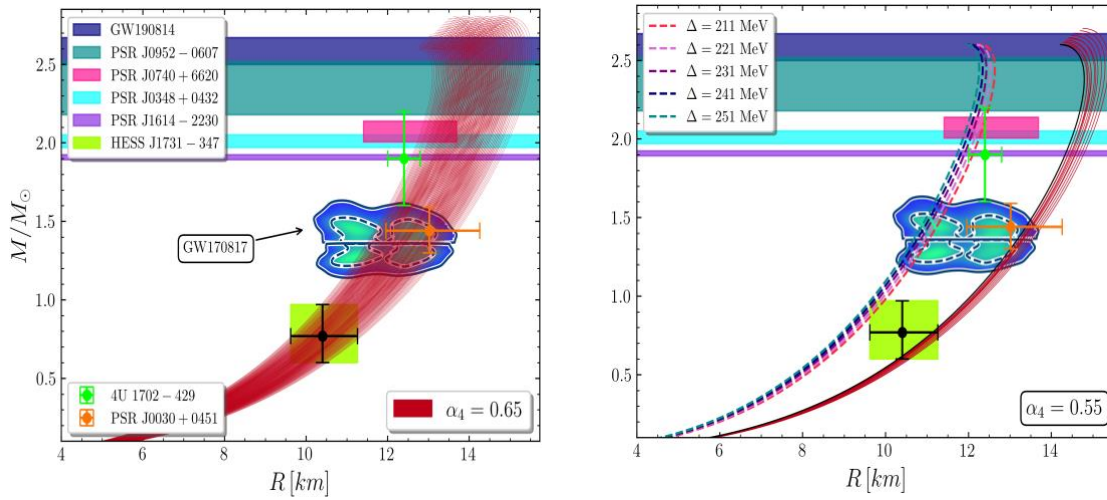 GW190814
PSR J0952−0607
PSR J0740+6620
PSR J0348+0432
PSR J1614−2230
HESS J1731−347
GW170817
4U 1702−429
PSR J0030+0451
α₄ = 0.65
M/M☉
2.5
2.0
1.5
1.0
0.5
4 6 8 10 12 14
R [km]
Δ = 211 MeV
Δ = 221 MeV
Δ = 231 MeV
Δ = 241 MeV
Δ = 251 MeV
α₄ = 0.55
2.5
2.0
1.5
1.0
0.5
4 6 8 10 12 14
R [km]